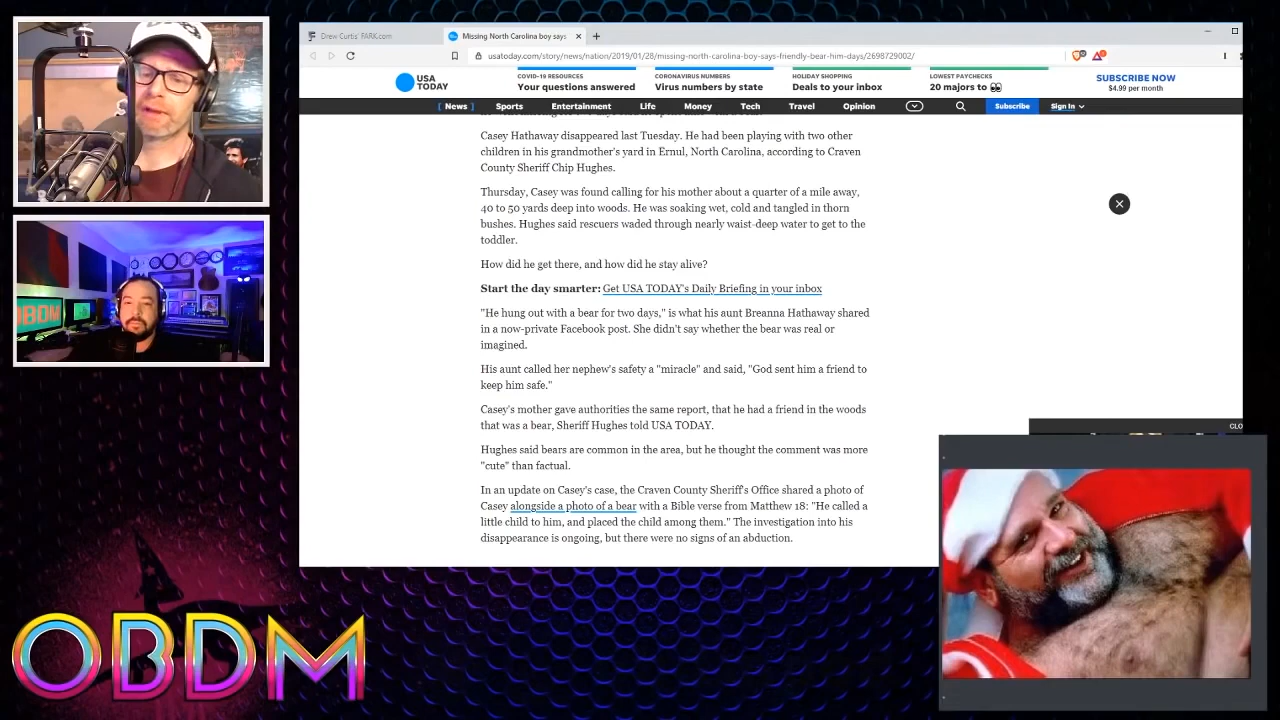 Drew Curtis' FARK.com
Missing North Carolina boy says
usatoday.com/story/news/nation/2019/01/28/missing-north-carolina-boy-says-friendly-bear-him-days/2698729002/
USA
TODAY
COVID-19 RESOURCES
Your questions answered
CORONAVIRUS NUMBERS
Virus numbers by state
HOLIDAY SHOPPING
Deals to your inbox
LOWEST PAYCHECKS
20 majors to 👀
SUBSCRIBE NOW
$4.99 per month
[ News ] Sports Entertainment Life Money Tech Travel Opinion Subscribe Sign In
Casey Hathaway disappeared last Tuesday. He had been playing with two other
children in his grandmother's yard in Ernul, North Carolina, according to Craven
County Sheriff Chip Hughes.
Thursday, Casey was found calling for his mother about a quarter of a mile away,
40 to 50 yards deep into woods. He was soaking wet, cold and tangled in thorn
bushes. Hughes said rescuers waded through nearly waist-deep water to get to the
toddler.
How did he get there, and how did he stay alive?
Start the day smarter: Get USA TODAY's Daily Briefing in your inbox
"He hung out with a bear for two days," is what his aunt Breanna Hathaway shared
in a now-private Facebook post. She didn't say whether the bear was real or
imagined.
His aunt called her nephew's safety a "miracle" and said, "God sent him a friend to
keep him safe."
Casey's mother gave authorities the same report, that he had a friend in the woods
that was a bear, Sheriff Hughes told USA TODAY.
Hughes said bears are common in the area, but he thought the comment was more
"cute" than factual.
In an update on Casey's case, the Craven County Sheriff's Office shared a photo of
Casey alongside a photo of a bear with a Bible verse from Matthew 18: "He called a
little child to him, and placed the child among them." The investigation into his
disappearance is ongoing, but there were no signs of an abduction.
CLO
OBDM
OBDM